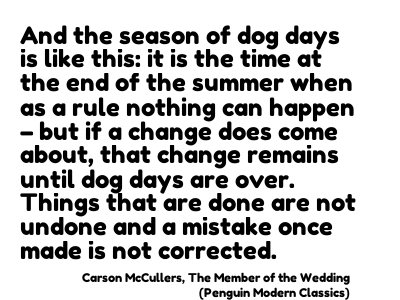 And the season of dog days
is like this: it is the time at
the end of the summer when
as a rule nothing can happen
– but if a change does come
about, that change remains
until dog days are over.
Things that are done are not
undone and a mistake once
made is not corrected.
Carson McCullers, The Member of the Wedding
(Penguin Modern Classics)